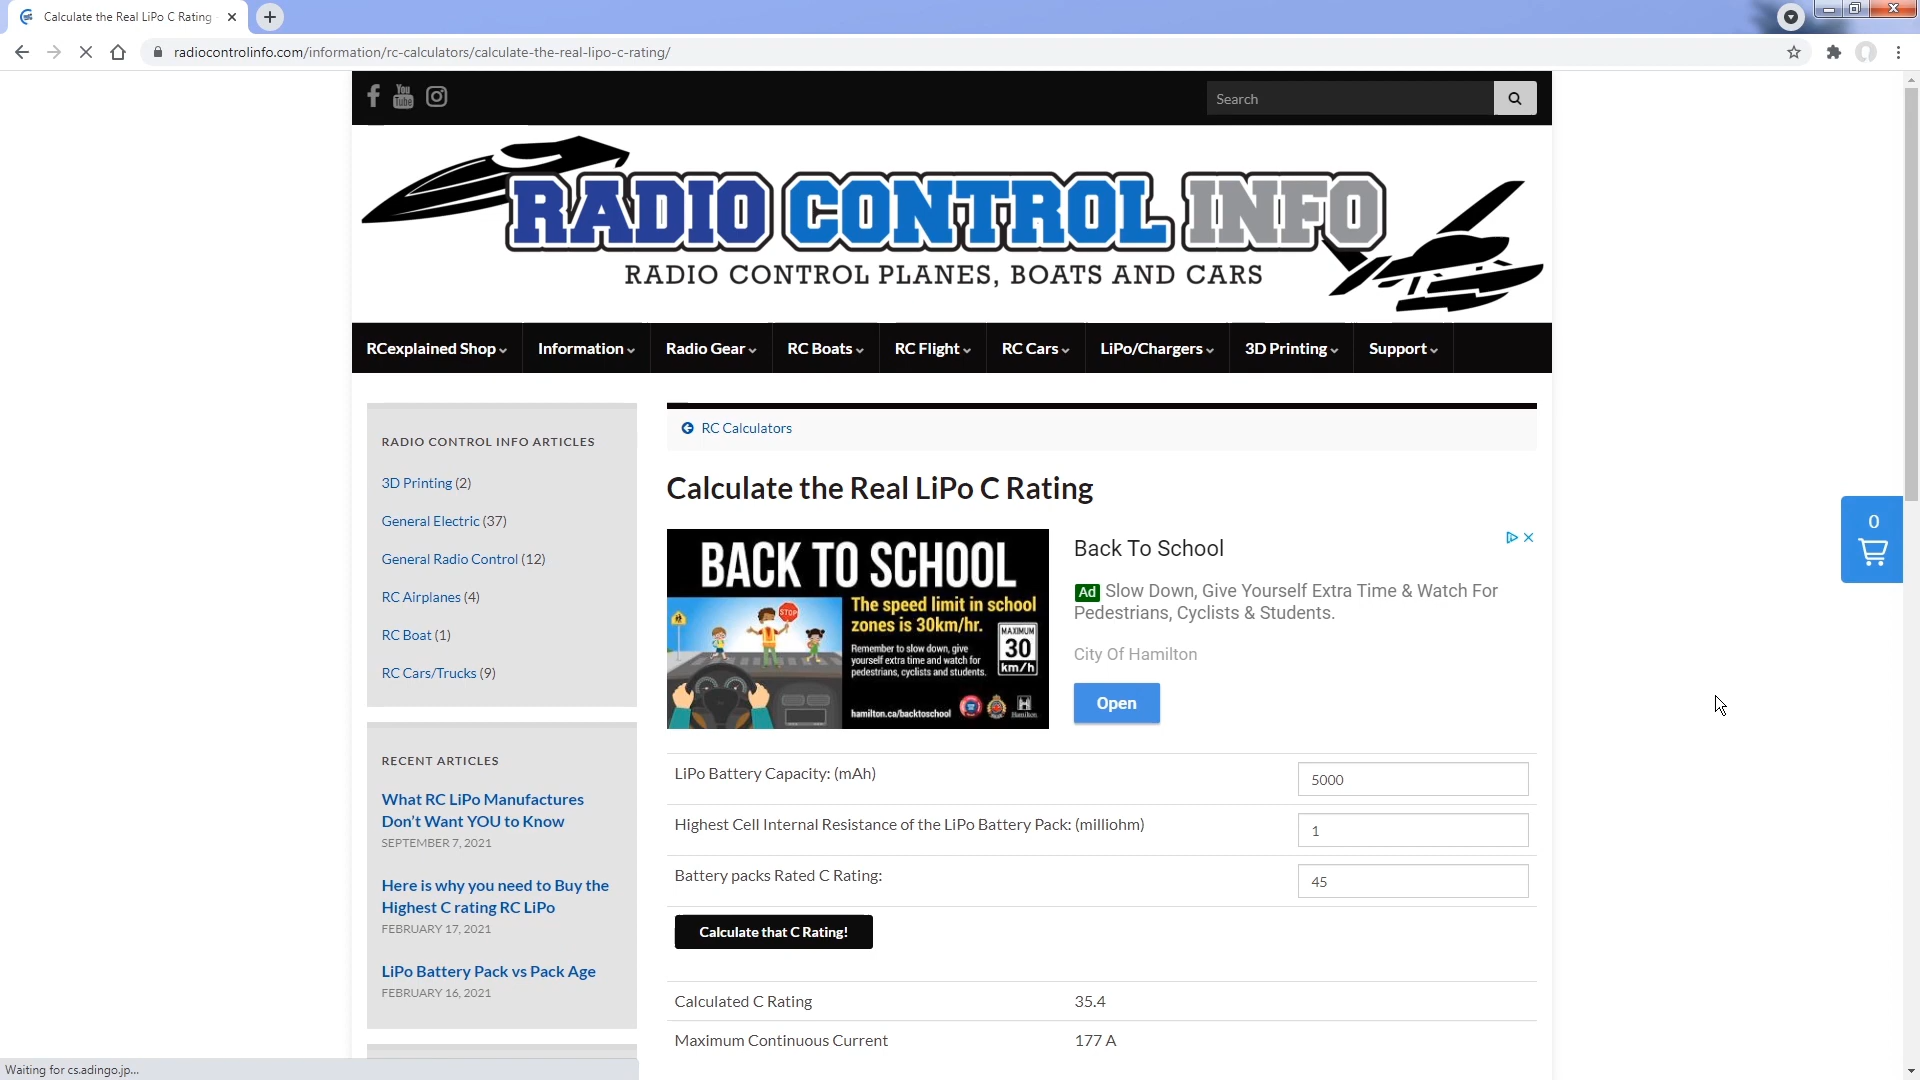 Calculate the Real LiPo C Rating
radiocontrolinfo.com/information/rc-calculators/calculate-the-real-lipo-c-rating/
You
Tube
Search
RADIO CONTROL INFO
RADIO CONTROL PLANES, BOATS AND CARS
RCexplained Shop Information Radio Gear RC Boats RC Flight RC Cars LiPo/Chargers 3D Printing Support
RADIO CONTROL INFO ARTICLES
3D Printing (2)
General Electric (37)
General Radio Control (12)
RC Airplanes (4)
RC Boat (1)
RC Cars/Trucks (9)
RECENT ARTICLES
What RC LiPo Manufactures
Don’t Want YOU to Know
SEPTEMBER 7, 2021
Here is why you need to Buy the
Highest C rating RC LiPo
FEBRUARY 17, 2021
LiPo Battery Pack vs Pack Age
FEBRUARY 16, 2021
RC Calculators
Calculate the Real LiPo C Rating
BACK TO SCHOOL
The speed limit in school
zones is 30km/hr.
STOP
Remember to slow down, give
yourself extra time and watch for
pedestrians, cyclists and students.
MAXIMUM
30
km/h
hamilton.ca/backtoschool
Hamilton
Back To School
Ad Slow Down, Give Yourself Extra Time & Watch For
Pedestrians, Cyclists & Students.
City Of Hamilton
Open
0
LiPo Battery Capacity: (mAh) 5000
Highest Cell Internal Resistance of the LiPo Battery Pack: (milliohm) 1
Battery packs Rated C Rating: 45
Calculate that C Rating!
Calculated C Rating 35.4
Maximum Continuous Current 177 A
Waiting for cs.adingo.jp...